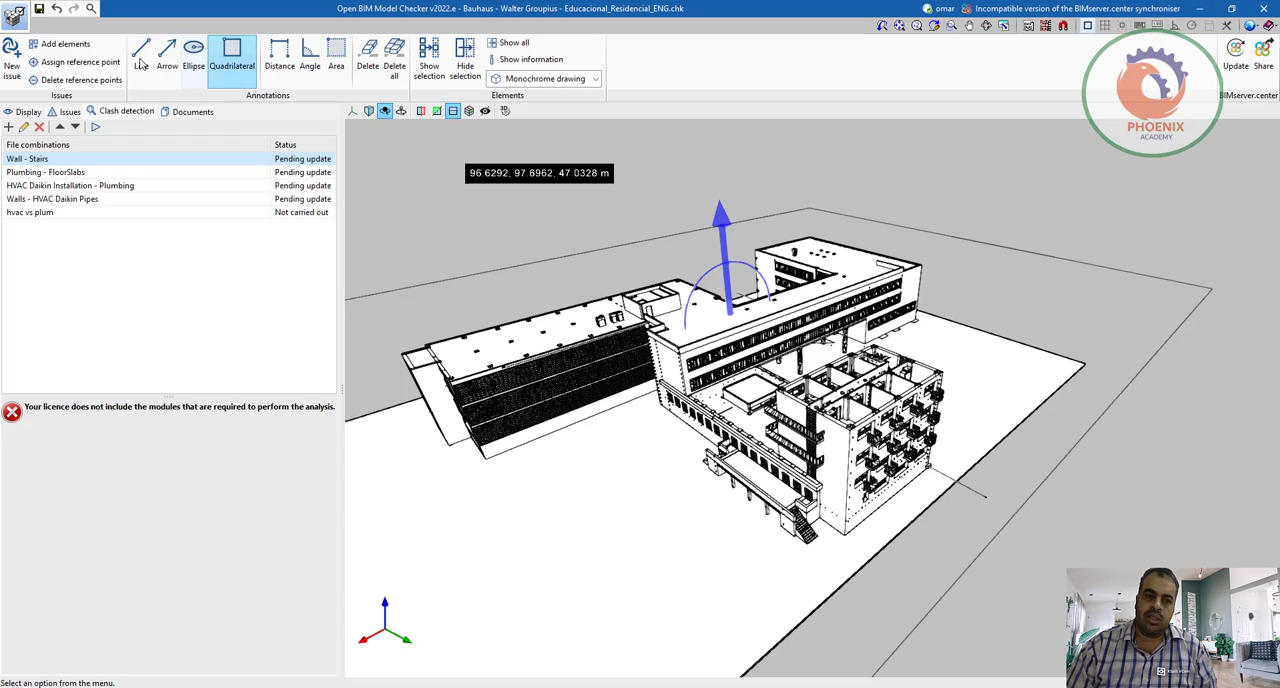 Open BIM Model Checker v2022.e - Bauhaus - Walter Groupius - Educacional_Residencial_ENG.chk
omar
Incompatible version of the BIMserver.center synchroniser
New issue
Add elements
Assign reference point
Delete reference points
Issues
Arrow
Ellipse
Quadrilateral
Distance
Angle
Area
Delete
Delete all
Annotations
Show selection
Hide selection
Show all
Show information
Monochrome drawing
Elements
Update
Share
BIMserver.center
PHOENIX
ACADEMY
Display
Issues
Clash detection
Documents
File combinations
Status
Wall - Stairs
Pending update
Plumbing - FloorSlabs
Pending update
HVAC Daikin Installation - Plumbing
Pending update
Walls - HVAC Daikin Pipes
Pending update
hvac vs plum
Not carried out
96.6292, 97.6962, 47.0328 m
Your licence does not include the modules that are required to perform the analysis.
Select an option from the menu.